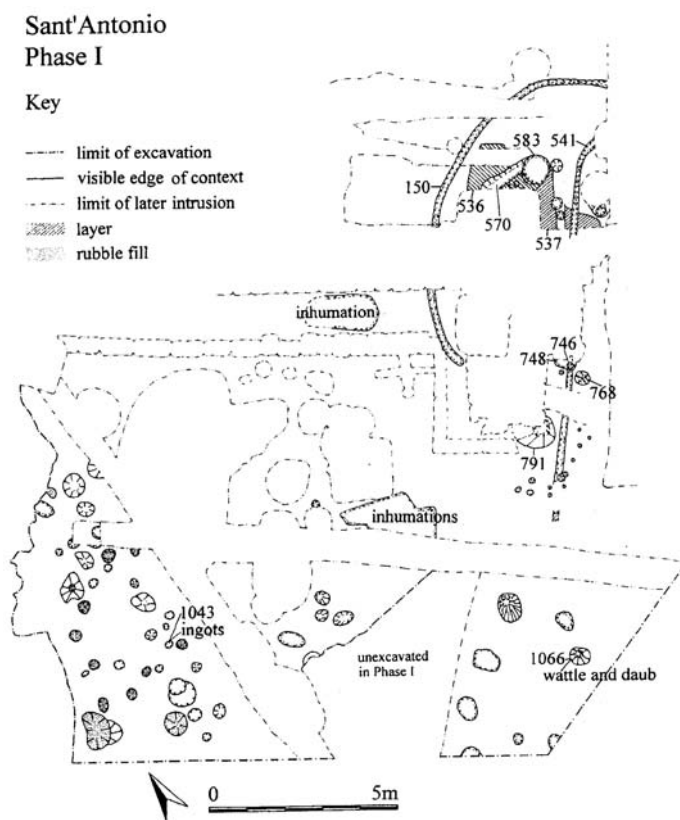 Sant'Antonio
Phase I
Key
limit of excavation
visible edge of context
limit of later intrusion
layer
rubble fill
583
541
150
536
570
537
inhumation
746
748
768
791
inhumations
1043
ingots
unexcavated
in Phase I
1066
wattle and daub
0 5m